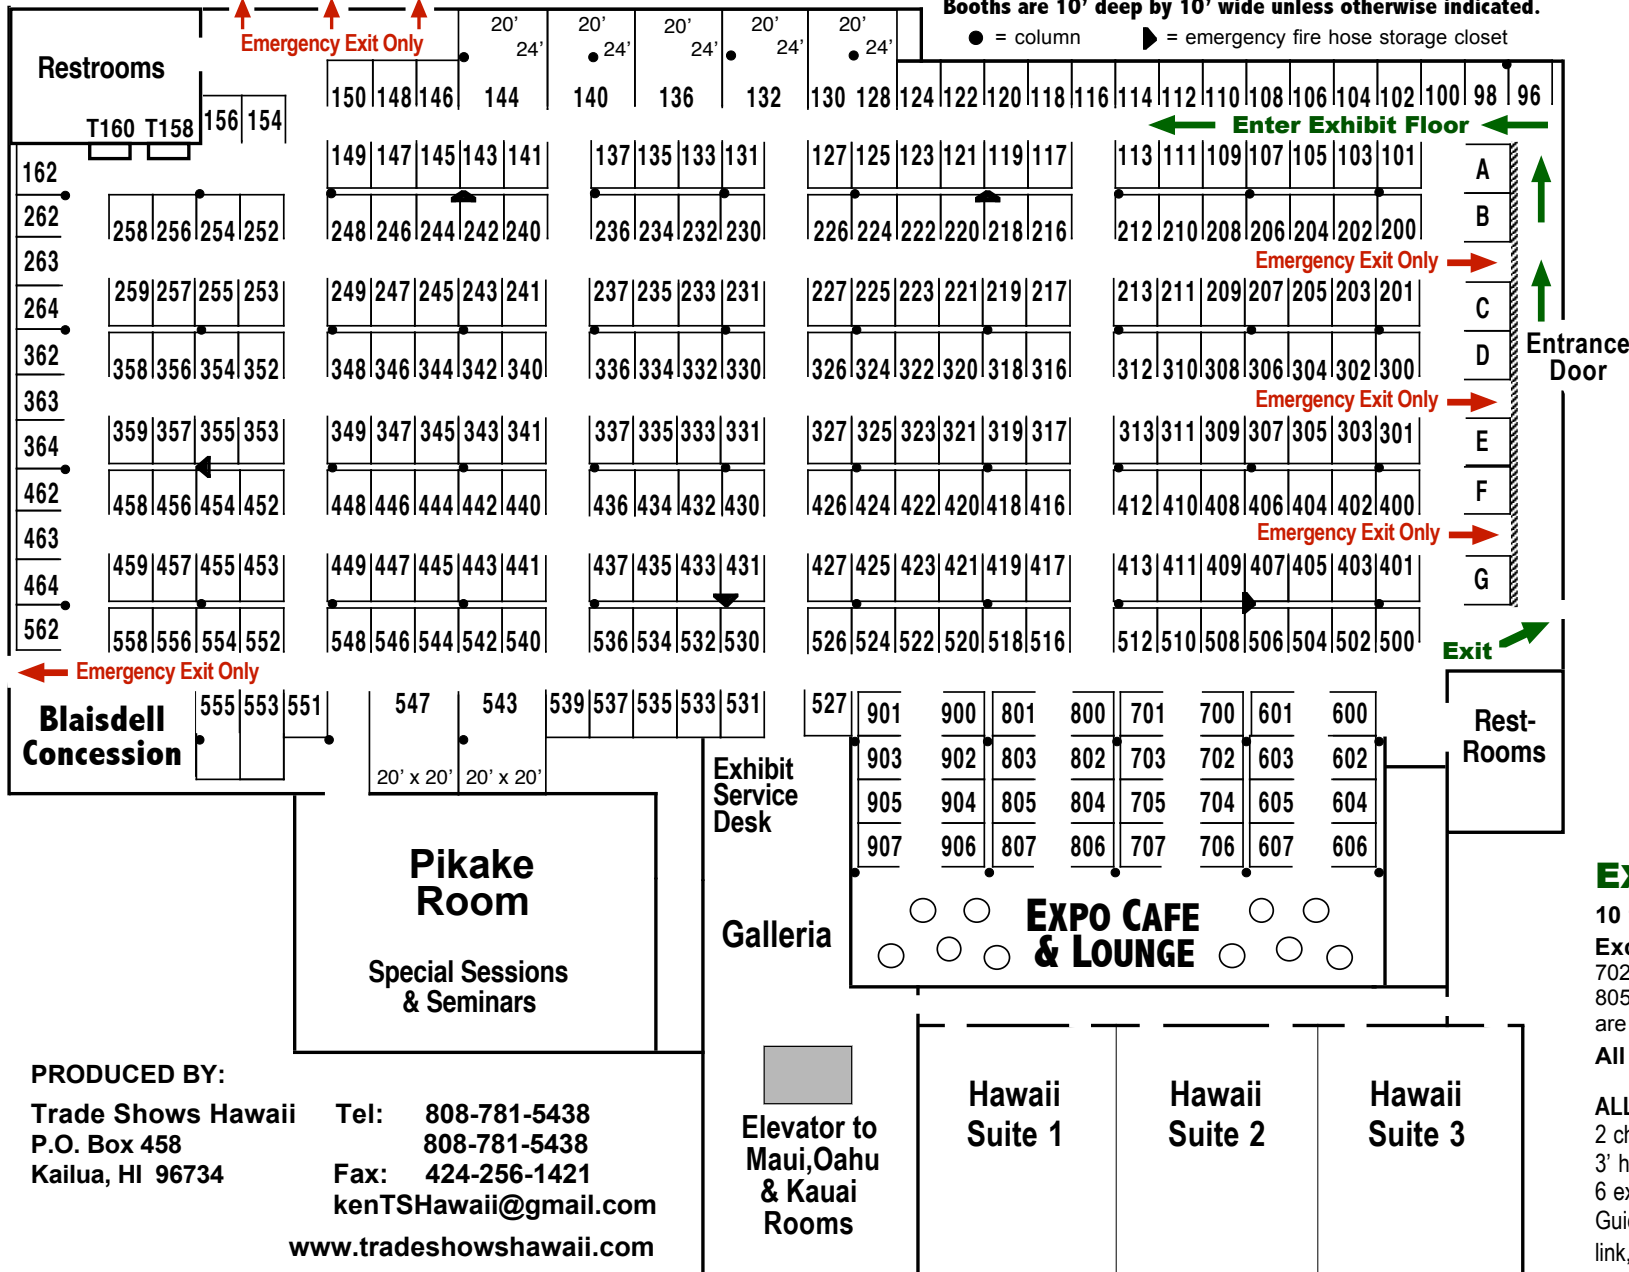 Booths are 10' deep by 10' wide unless otherwise indicated.
● = column = emergency fire hose storage closet
Emergency Exit Only
Restrooms
20' 20' 20' 20' 20'
24' 24' 24' 24'
150 148 146 144 140 136 132 130 128 124 122 120 118 116 114 112 110 108 106 104 102 100 98 96
T160 T158 156 154
Enter Exhibit Floor
162 149 147 145 143 141 137 135 133 131 127 125 123 121 119 117 113 111 109 107 105 103 101 A
262 258 256 254 252 248 246 244 242 240 236 234 232 230 226 224 222 220 218 216 212 210 208 206 204 202 200 B
263 Emergency Exit Only
264 259 257 255 253 249 247 245 243 241 237 235 233 231 227 225 223 221 219 217 213 211 209 207 205 203 201 C
362 358 356 354 352 348 346 344 342 340 336 334 332 330 326 324 322 320 318 316 312 310 308 306 304 302 300 D
Entrance
Door
363 Emergency Exit Only
364 359 357 355 353 349 347 345 343 341 337 335 333 331 327 325 323 321 319 317 313 311 309 307 305 303 301 E
462 458 456 454 452 448 446 444 442 440 436 434 432 430 426 424 422 420 418 416 412 410 408 406 404 402 400 F
463 Emergency Exit Only
464 459 457 455 453 449 447 445 443 441 437 435 433 431 427 425 423 421 419 417 413 411 409 407 405 403 401 G
562 558 556 554 552 548 546 544 542 540 536 534 532 530 526 524 522 520 518 516 512 510 508 506 504 502 500
Exit
Emergency Exit Only
Blaisdell
Concession
555 553 551 547 543 539 537 535 533 531 527
20' x 20' 20' x 20'
901 900 801 800 701 700 601 600
903 902 803 802 703 702 603 602
905 904 805 804 705 704 605 604
907 906 807 806 707 706 607 606
Rest-
Rooms
Exhibit
Service
Desk
Pikake
Room
Special Sessions
& Seminars
Galleria
EXPO CAFE
& LOUNGE
10
702
805
are
All
ALL
2 ch
3' h
6 ex
Gui
link,
PRODUCED BY:
Trade Shows Hawaii Tel: 808-781-5438
P.O. Box 458 808-781-5438
Kailua, HI 96734 Fax: 424-256-1421
kenTSHawaii@gmail.com
www.tradeshowshawaii.com
Elevator to
Maui,Oahu
& Kauai
Rooms
Hawaii
Suite 1
Hawaii
Suite 2
Hawaii
Suite 3